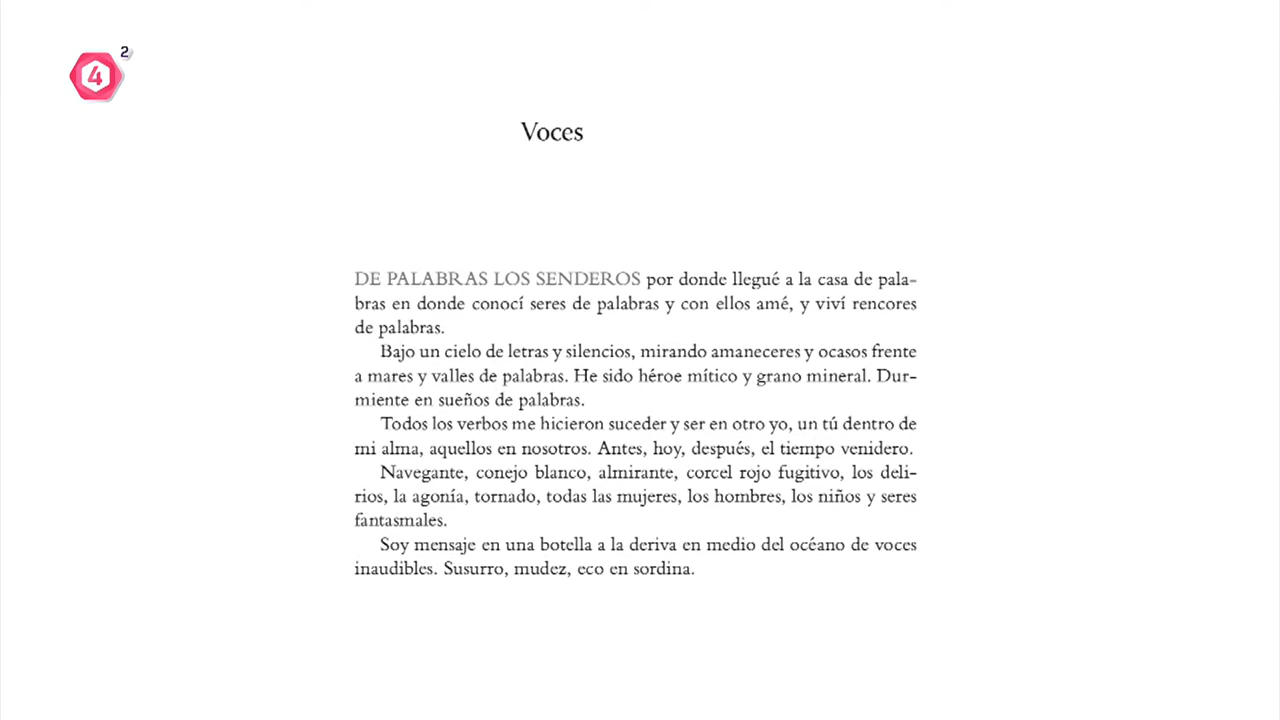 4
2
Voces
DE PALABRAS LOS SENDEROS por donde llegué a la casa de pala-
bras en donde conocí seres de palabras y con ellos amé, y viví rencores
de palabras.
Bajo un cielo de letras y silencios, mirando amaneceres y ocasos frente
a mares y valles de palabras. He sido héroe mítico y grano mineral. Dur-
miente en sueños de palabras.
Todos los verbos me hicieron suceder y ser en otro yo, un tú dentro de
mi alma, aquellos en nosotros. Antes, hoy, después, el tiempo venidero.
Navegante, conejo blanco, almirante, corcel rojo fugitivo, los deli-
rios, la agonía, tornado, todas las mujeres, los hombres, los niños y seres
fantasmales.
Soy mensaje en una botella a la deriva en medio del océano de voces
inaudibles. Susurro, mudez, eco en sordina.